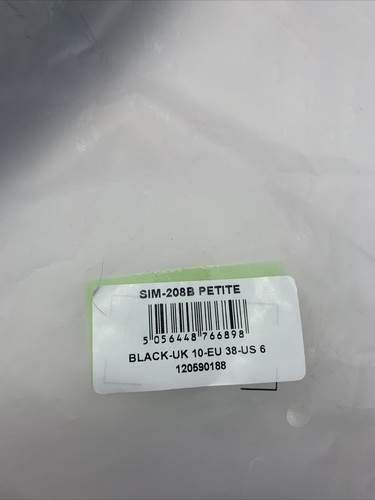 SIM-208B PETITE
5 056448 766898
BLACK-UK 10-EU 38-US 6
120590188